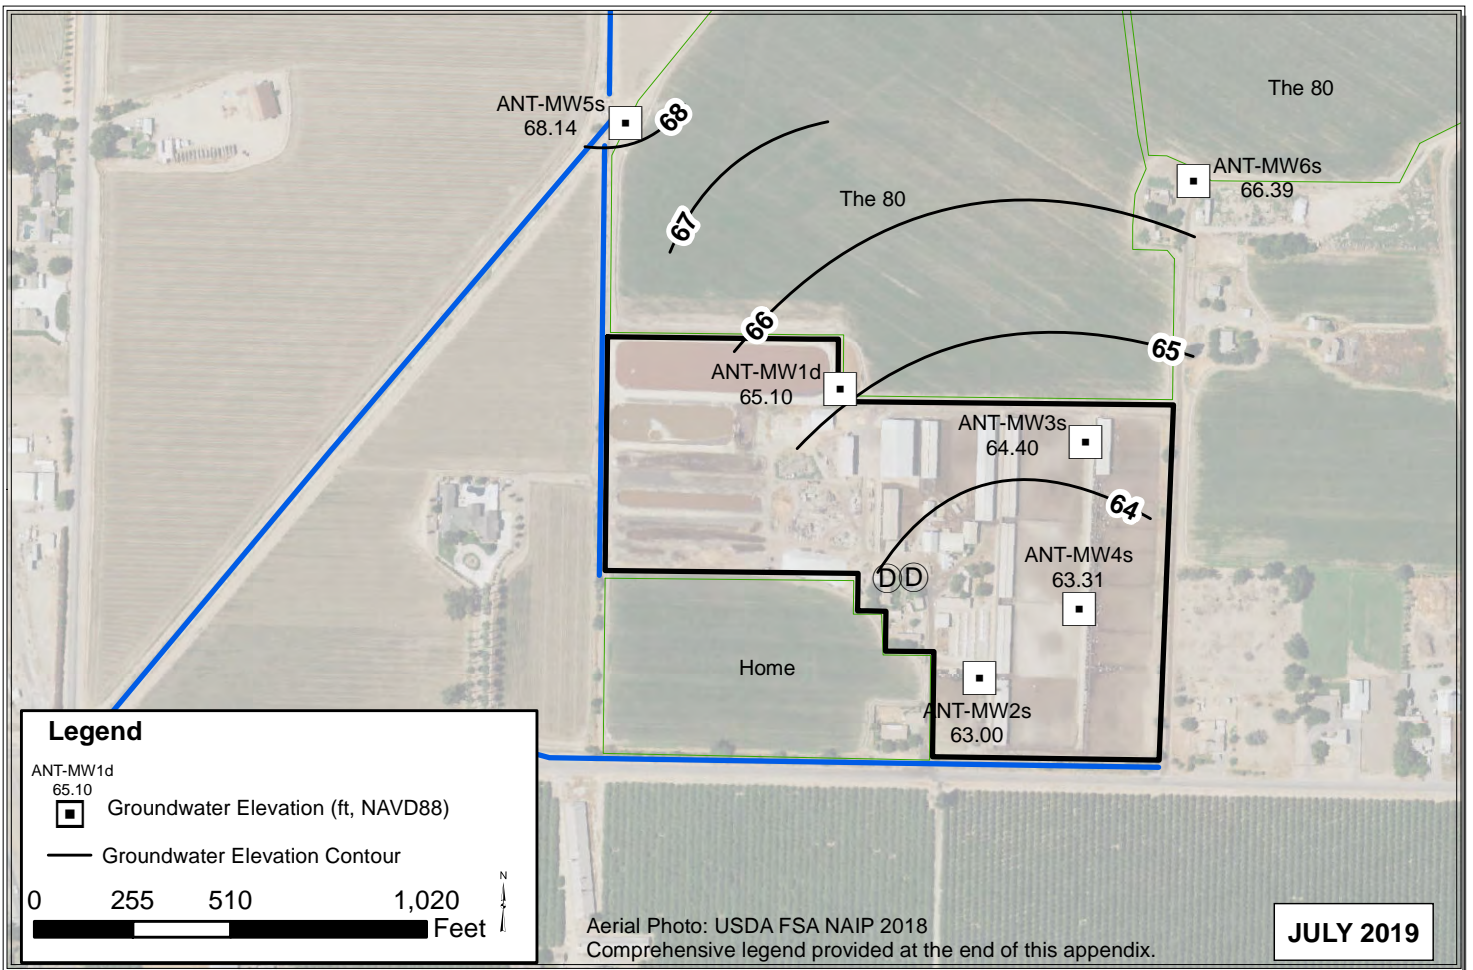 The 80
ANT-MW5s
68.14
68
ANT-MW6s
66.39
The 80
67
66
65
ANT-MW1d
65.10
ANT-MW3s
64.40
64
ANT-MW4s
63.31
D D
Home
ANT-MW2s
63.00
Legend
ANT-MW1d
65.10
Groundwater Elevation (ft, NAVD88)
Groundwater Elevation Contour
N
0 255 510 1,020
Feet
Aerial Photo: USDA FSA NAIP 2018
Comprehensive legend provided at the end of this appendix.
JULY 2019